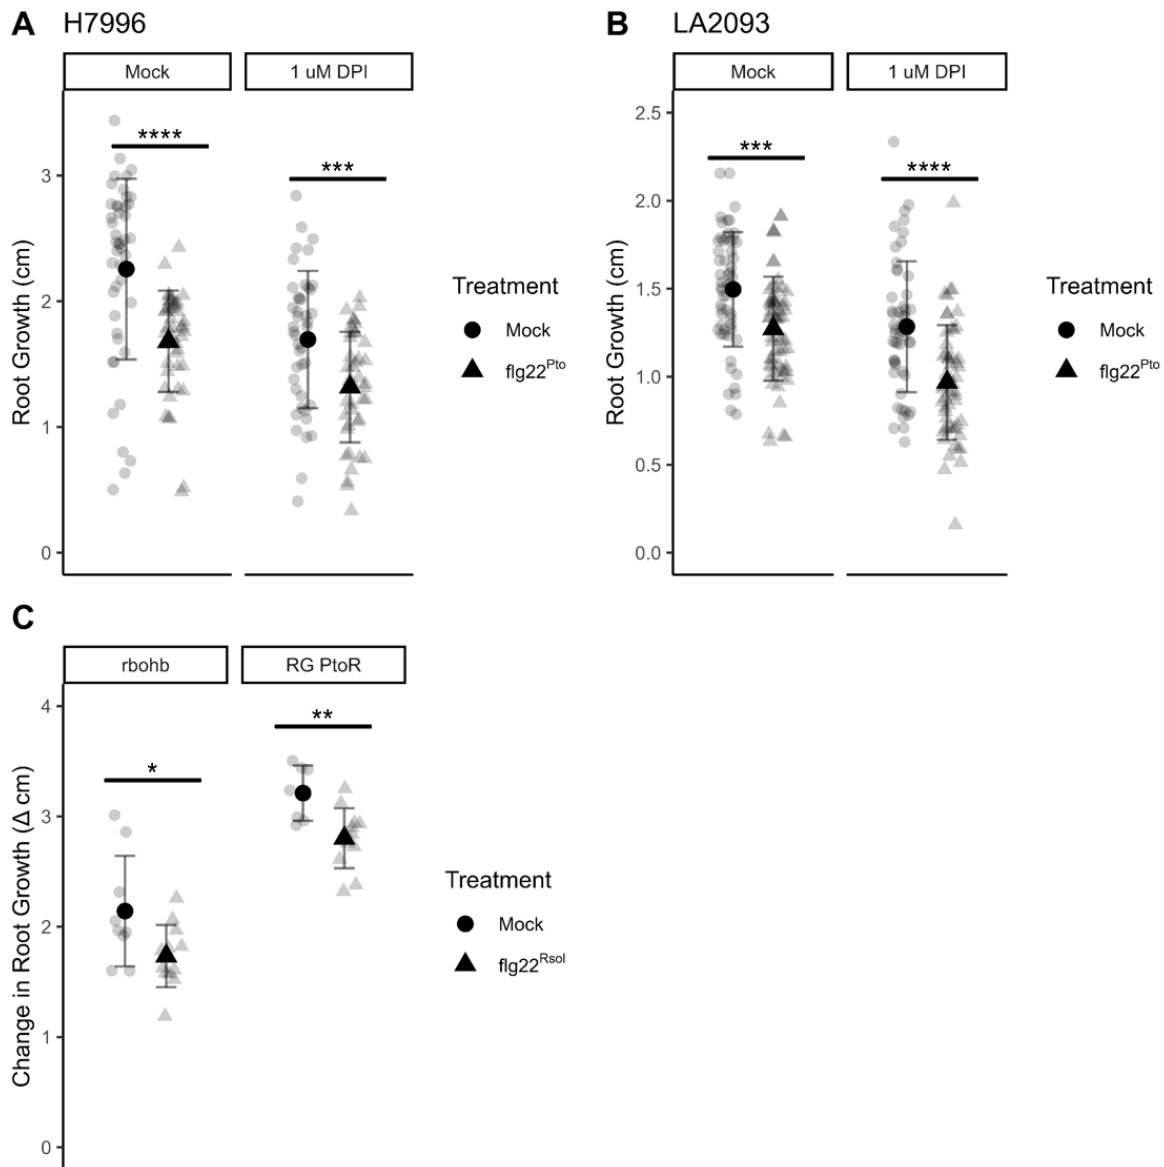 A H7996
Mock
1 uM DPI
****
***
Root Growth (cm)
3
2
1
0
Treatment
Mock
flg22Pto
B LA2093
Mock
1 uM DPI
***
****
Root Growth (cm)
2.5
2.0
1.5
1.0
0.5
0.0
Treatment
Mock
flg22Pto
C
rbohb
RG PtoR
*
**
Change in Root Growth (Δ cm)
4
3
2
1
0
Treatment
Mock
flg22Rsol